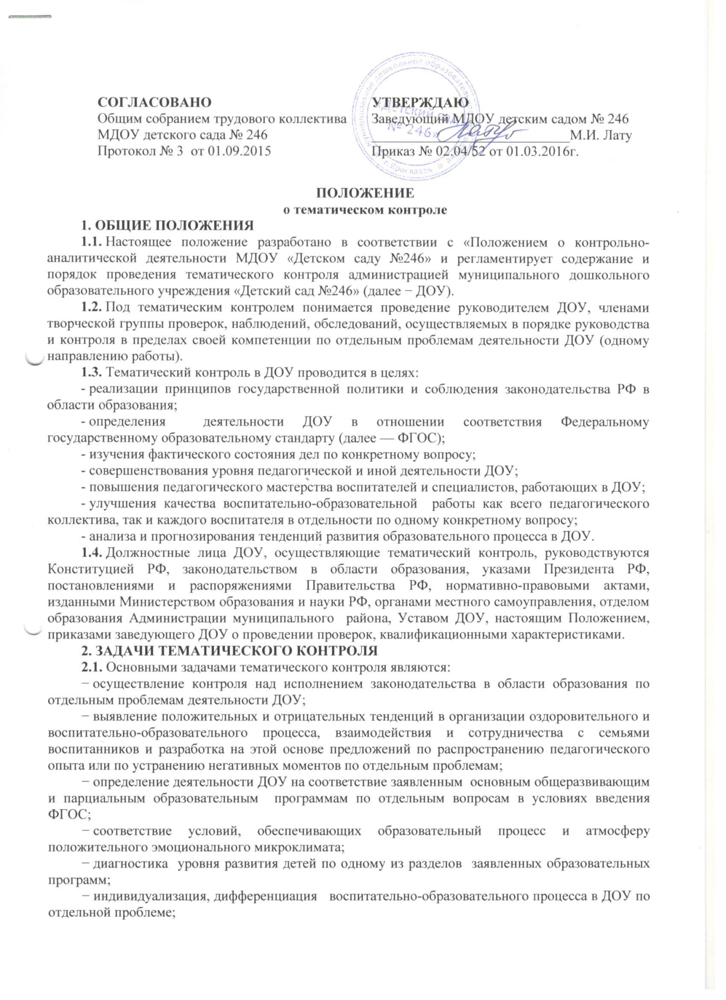 СОГЛАСОВАНО
Общим собранием трудового коллектива
МДОУ детского сада № 246
Протокол № 3 от 01.09.2015
УТВЕРЖДАЮ
Заведующий МДОУ детским садом № 246
М.И. Лату
Приказ № 02.04/52 от 01.03.2016г.
муниципальное дошкольное образовательное учреждение
г. Ярославль
«Детский сад
№ 246»
ПОЛОЖЕНИЕ
о тематическом контроле
1. ОБЩИЕ ПОЛОЖЕНИЯ
1.1. Настоящее положение разработано в соответствии с «Положением о контрольно-
аналитической деятельности МДОУ «Детском саду №246» и регламентирует содержание и
порядок проведения тематического контроля администрацией муниципального дошкольного
образовательного учреждения «Детский сад №246» (далее − ДОУ).
1.2. Под тематическим контролем понимается проведение руководителем ДОУ, членами
творческой группы проверок, наблюдений, обследований, осуществляемых в порядке руководства
и контроля в пределах своей компетенции по отдельным проблемам деятельности ДОУ (одному
направлению работы).
1.3. Тематический контроль в ДОУ проводится в целях:
- реализации принципов государственной политики и соблюдения законодательства РФ в
области образования;
- определения деятельности ДОУ в отношении соответствия Федеральному
государственному образовательному стандарту (далее — ФГОС);
- изучения фактического состояния дел по конкретному вопросу;
- совершенствования уровня педагогической и иной деятельности ДОУ;
- повышения педагогического мастерства воспитателей и специалистов, работающих в ДОУ;
- улучшения качества воспитательно-образовательной работы как всего педагогического
коллектива, так и каждого воспитателя в отдельности по одному конкретному вопросу;
- анализа и прогнозирования тенденций развития образовательного процесса в ДОУ.
1.4. Должностные лица ДОУ, осуществляющие тематический контроль, руководствуются
Конституцией РФ, законодательством в области образования, указами Президента РФ,
постановлениями и распоряжениями Правительства РФ, нормативно-правовыми актами,
изданными Министерством образования и науки РФ, органами местного самоуправления, отделом
образования Администрации муниципального района, Уставом ДОУ, настоящим Положением,
приказами заведующего ДОУ о проведении проверок, квалификационными характеристиками.
2. ЗАДАЧИ ТЕМАТИЧЕСКОГО КОНТРОЛЯ
2.1. Основными задачами тематического контроля являются:
− осуществление контроля над исполнением законодательства в области образования по
отдельным проблемам деятельности ДОУ;
− выявление положительных и отрицательных тенденций в организации оздоровительного и
воспитательно-образовательного процесса, взаимодействия и сотрудничества с семьями
воспитанников и разработка на этой основе предложений по распространению педагогического
опыта или по устранению негативных моментов по отдельным проблемам;
− определение деятельности ДОУ на соответствие заявленным основным общеразвивающим
и парциальным образовательным программам по отдельным вопросам в условиях введения
ФГОС;
− соответствие условий, обеспечивающих образовательный процесс и атмосферу
положительного эмоционального микроклимата;
− диагностика уровня развития детей по одному из разделов заявленных образовательных
программ;
− индивидуализация, дифференциация воспитательно-образовательного процесса в ДОУ по
отдельной проблеме;